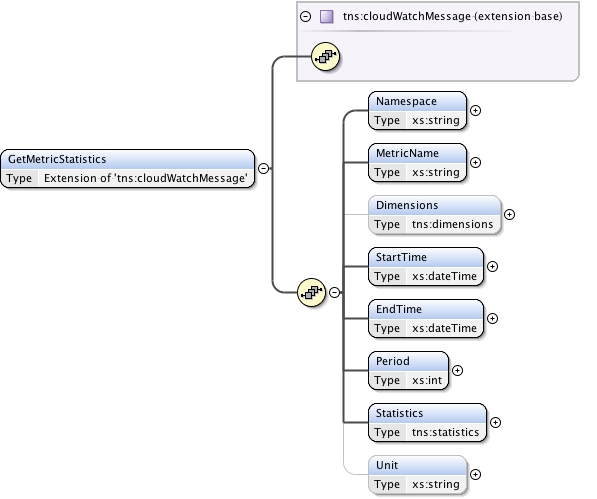 tns:cloudWatchMessage (extension base)
GetMetricStatistics
Type Extension of 'tns:cloudWatchMessage'
Namespace
Type xs:string
MetricName
Type xs:string
Dimensions
Type tns:dimensions
StartTime
Type xs:dateTime
EndTime
Type xs:dateTime
Period
Type xs:int
Statistics
Type tns:statistics
Unit
Type xs:string